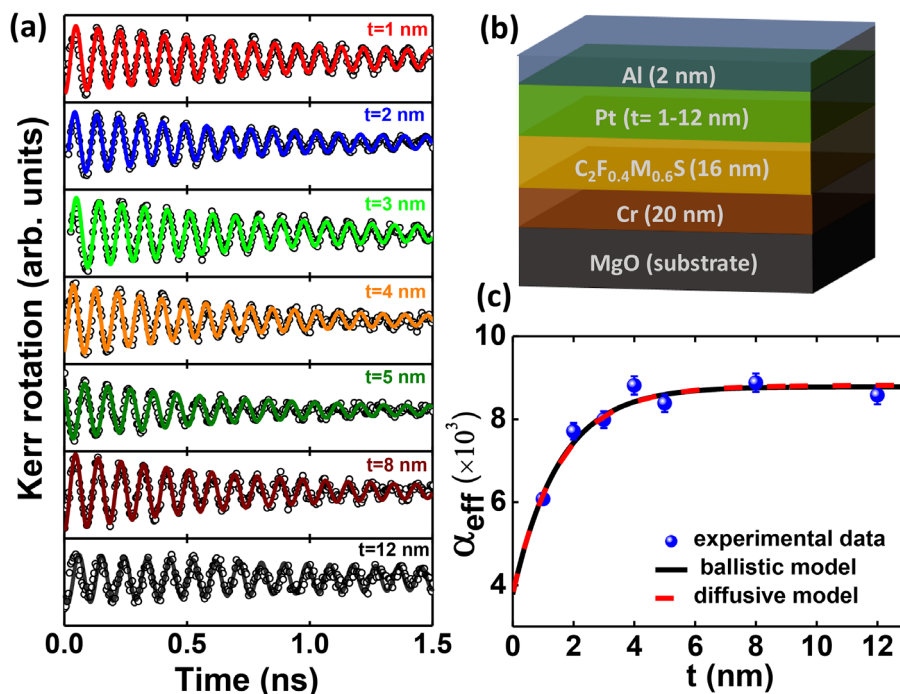 (a)
Kerr rotation (arb. units)
t=1 nm
t=2 nm
t=3 nm
t=4 nm
t=5 nm
t=8 nm
t=12 nm
0.0 0.5 1.0 1.5
Time (ns)
(b)
Al (2 nm)
Pt (t= 1-12 nm)
C₂F₀.₄M₀.₆S (16 nm)
Cr (20 nm)
MgO (substrate)
(c)
10
8
6
4
α_eff (×10³)
experimental data
ballistic model
diffusive model
0 2 4 6 8 10 12
t (nm)